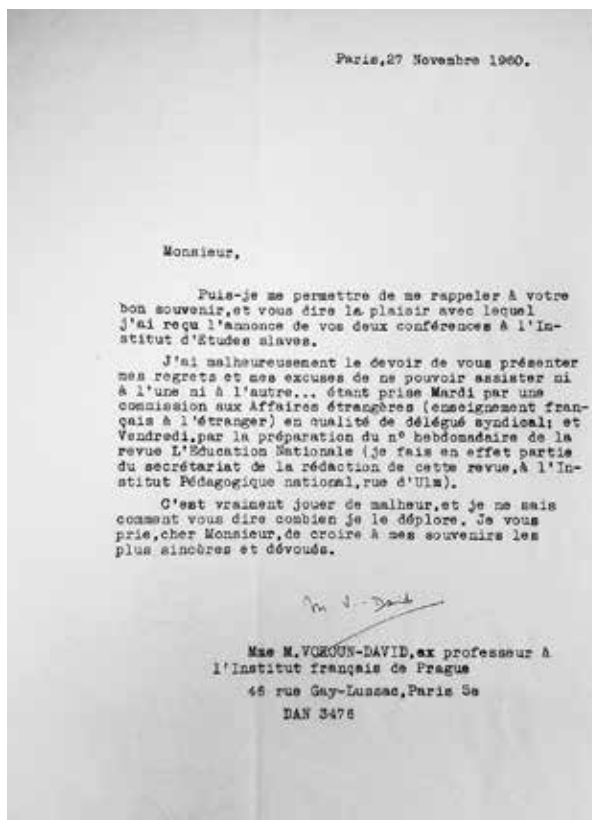 Paris,27 Novembre 1960.
Monsieur,
Puis-je me permettre de me rappeler à votre
bon souvenir,et vous dire la plaisir avec lequel
j'ai reçu l'annonce de vos deux conférences à l'Ins-
stitut d'Etudes slaves.
J'ai malheureusement le devoir de vous présenter
mes regrets et mes excuses de ne pouvoir assister ni
à l'une ni à l'autre... étant prise Mardi par une
commission aux Affaires étrangères (enseignement fran-
çais à l'étranger) en qualité de délégué syndical; et
Vendredi,par la préparation du n° hebdomadaire de la
revue L'Education Nationale (je fais en effet partie
du secrétariat de la rédaction de cette revue,à l'In-
stitut Pédagogique national,rue d'Ulm).
C'est vraiment jouer de malheur,et je ne sais
comment vous dire combien je le déplore. Je vous
prie,cher Monsieur,de croire à mes souvenirs les
plus sincères et dévoués.
M V.-David
Mme M.VOKOUN-DAVID,ex professeur à
l'Institut français de Prague
46 rue Gay-Lussac,Paris 5e
DAN 3476